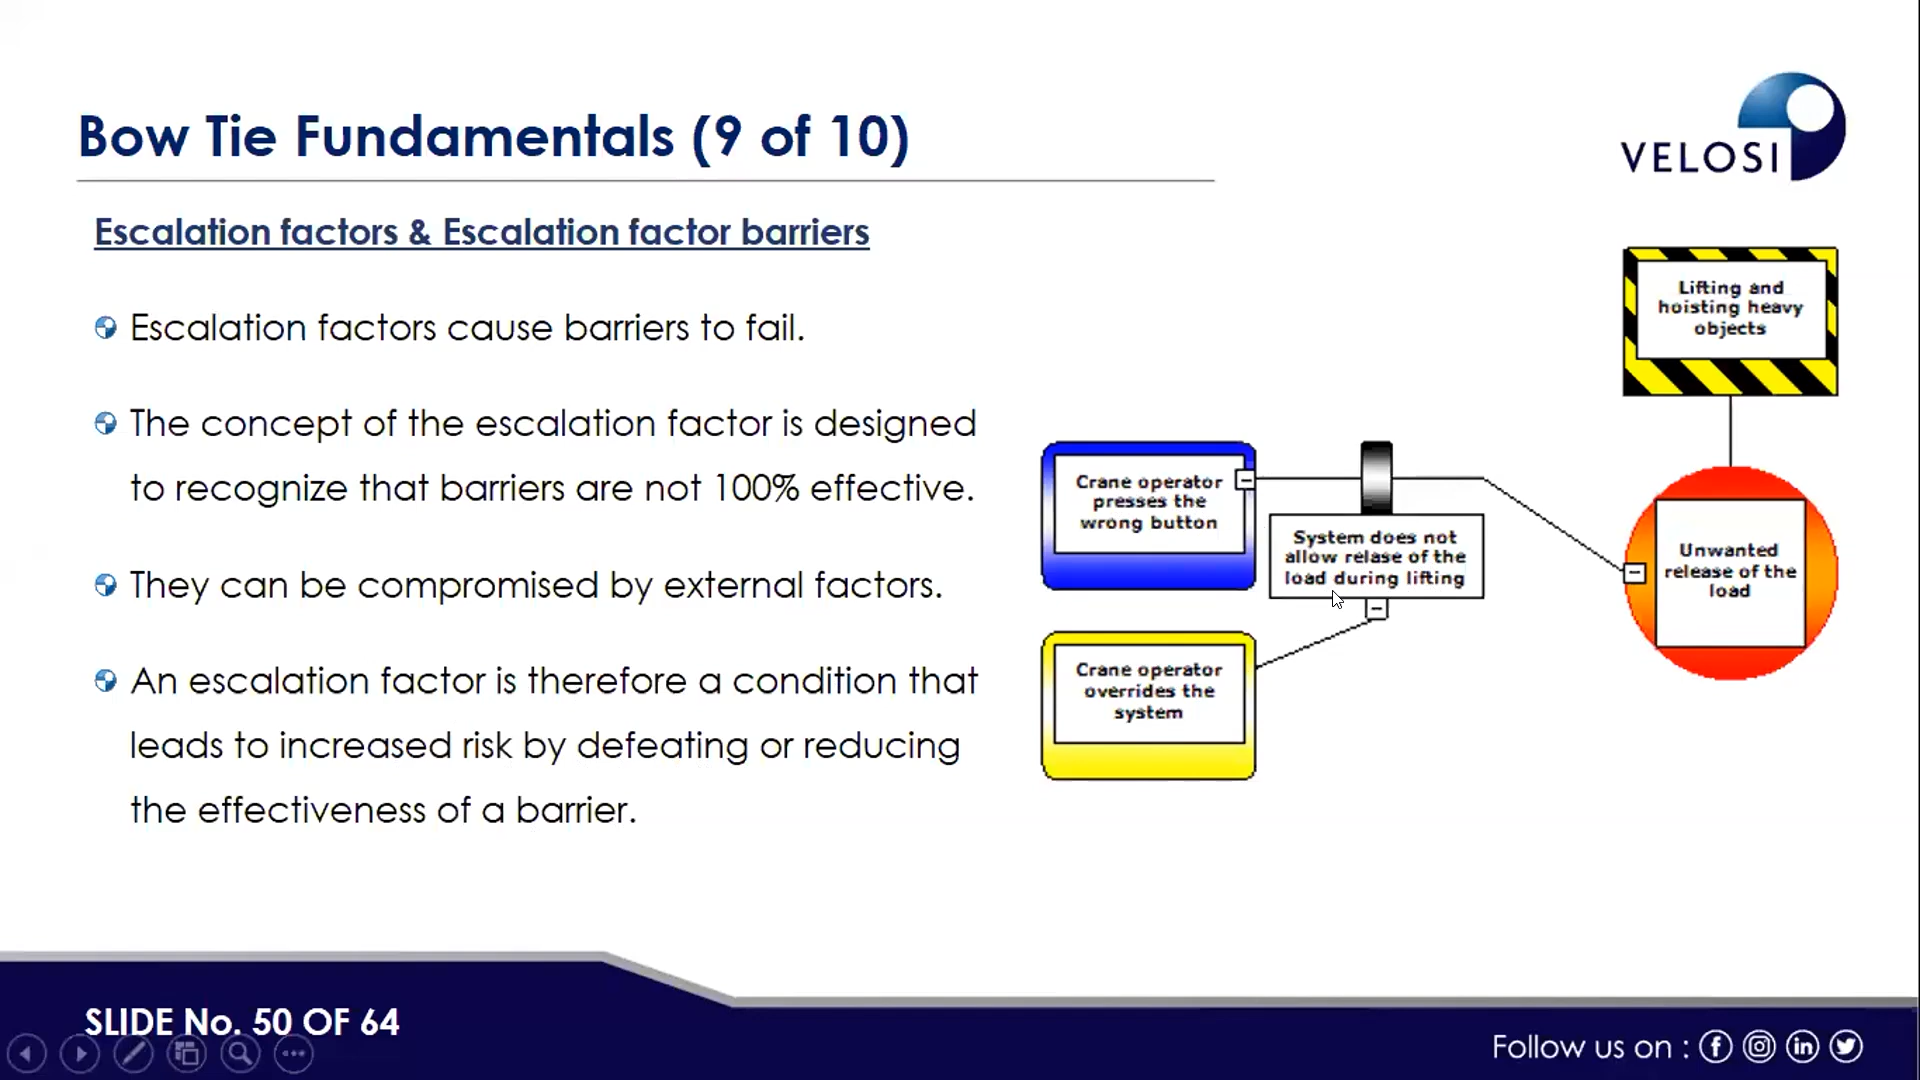 Bow Tie Fundamentals (9 of 10)
VELOSI
Escalation factors & Escalation factor barriers
Escalation factors cause barriers to fail.
The concept of the escalation factor is designed
to recognize that barriers are not 100% effective.
They can be compromised by external factors.
An escalation factor is therefore a condition that
leads to increased risk by defeating or reducing
the effectiveness of a barrier.
Lifting and
hoisting heavy
objects
Crane operator
presses the
wrong button
System does not
allow relase of the
load during lifting
Unwanted
release of the
load
Crane operator
overrides the
system
SLIDE No. 50 OF 64
Follow us on :